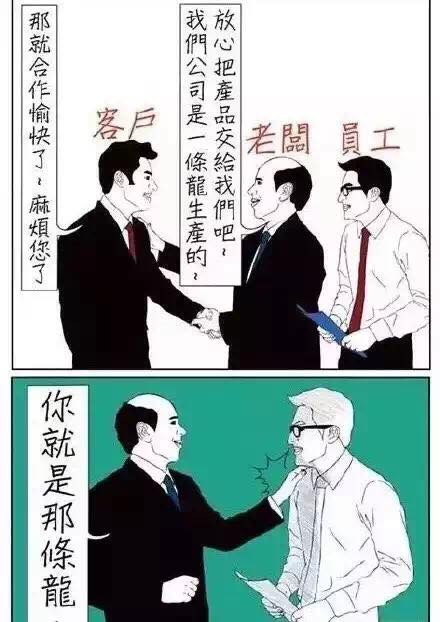 客戶
老闆
員工
放心把產品交給我們吧~
我們公司是一條龍生產的~
那就合作愉快了~麻煩您了
你就是那條龍~